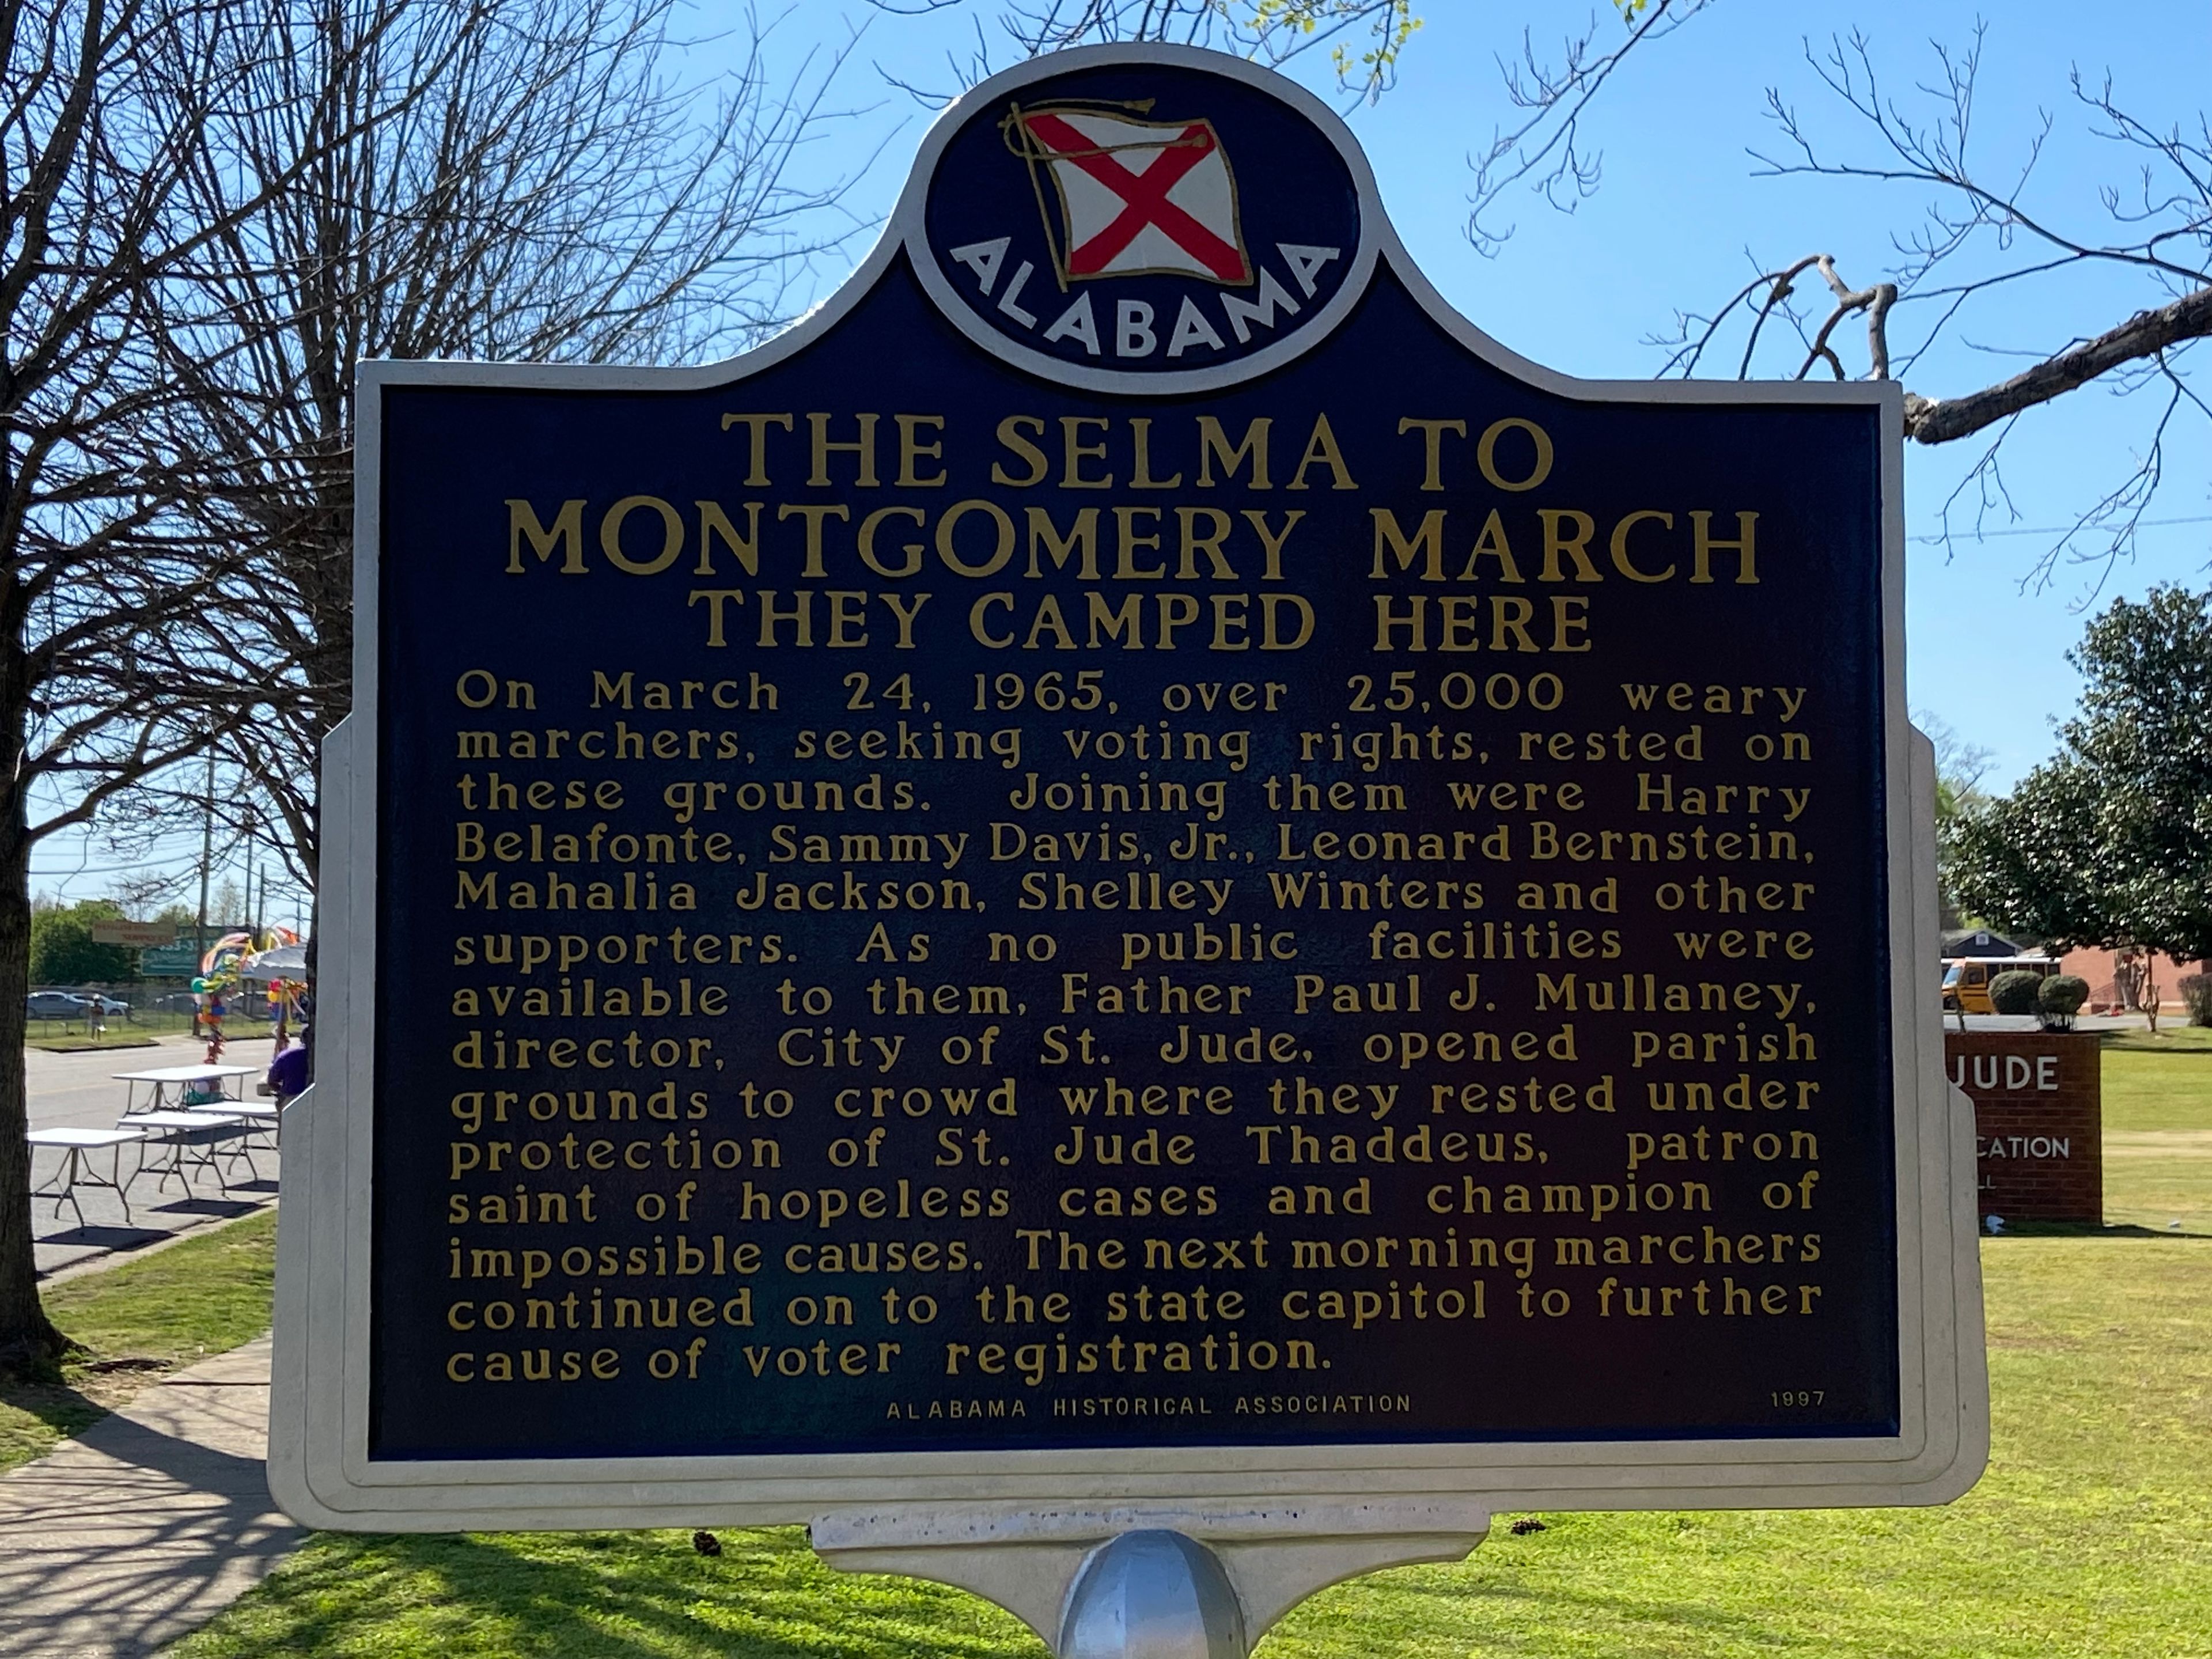 ALABAMA
THE SELMA TO
MONTGOMERY MARCH
THEY CAMPED HERE
On March 24, 1965, over 25,000 weary
marchers, seeking voting rights, rested on
these grounds. Joining them were Harry
Belafonte, Sammy Davis, Jr., Leonard Bernstein,
Mahalia Jackson, Shelley Winters and other
supporters. As no public facilities were
available to them, Father Paul J. Mullaney,
director, City of St. Jude, opened parish
grounds to crowd where they rested under
protection of St. Jude Thaddeus, patron
saint of hopeless cases and champion of
impossible causes. The next morning marchers
continued on to the state capitol to further
cause of voter registration.
ALABAMA HISTORICAL ASSOCIATION 1997
JUDE
CATION